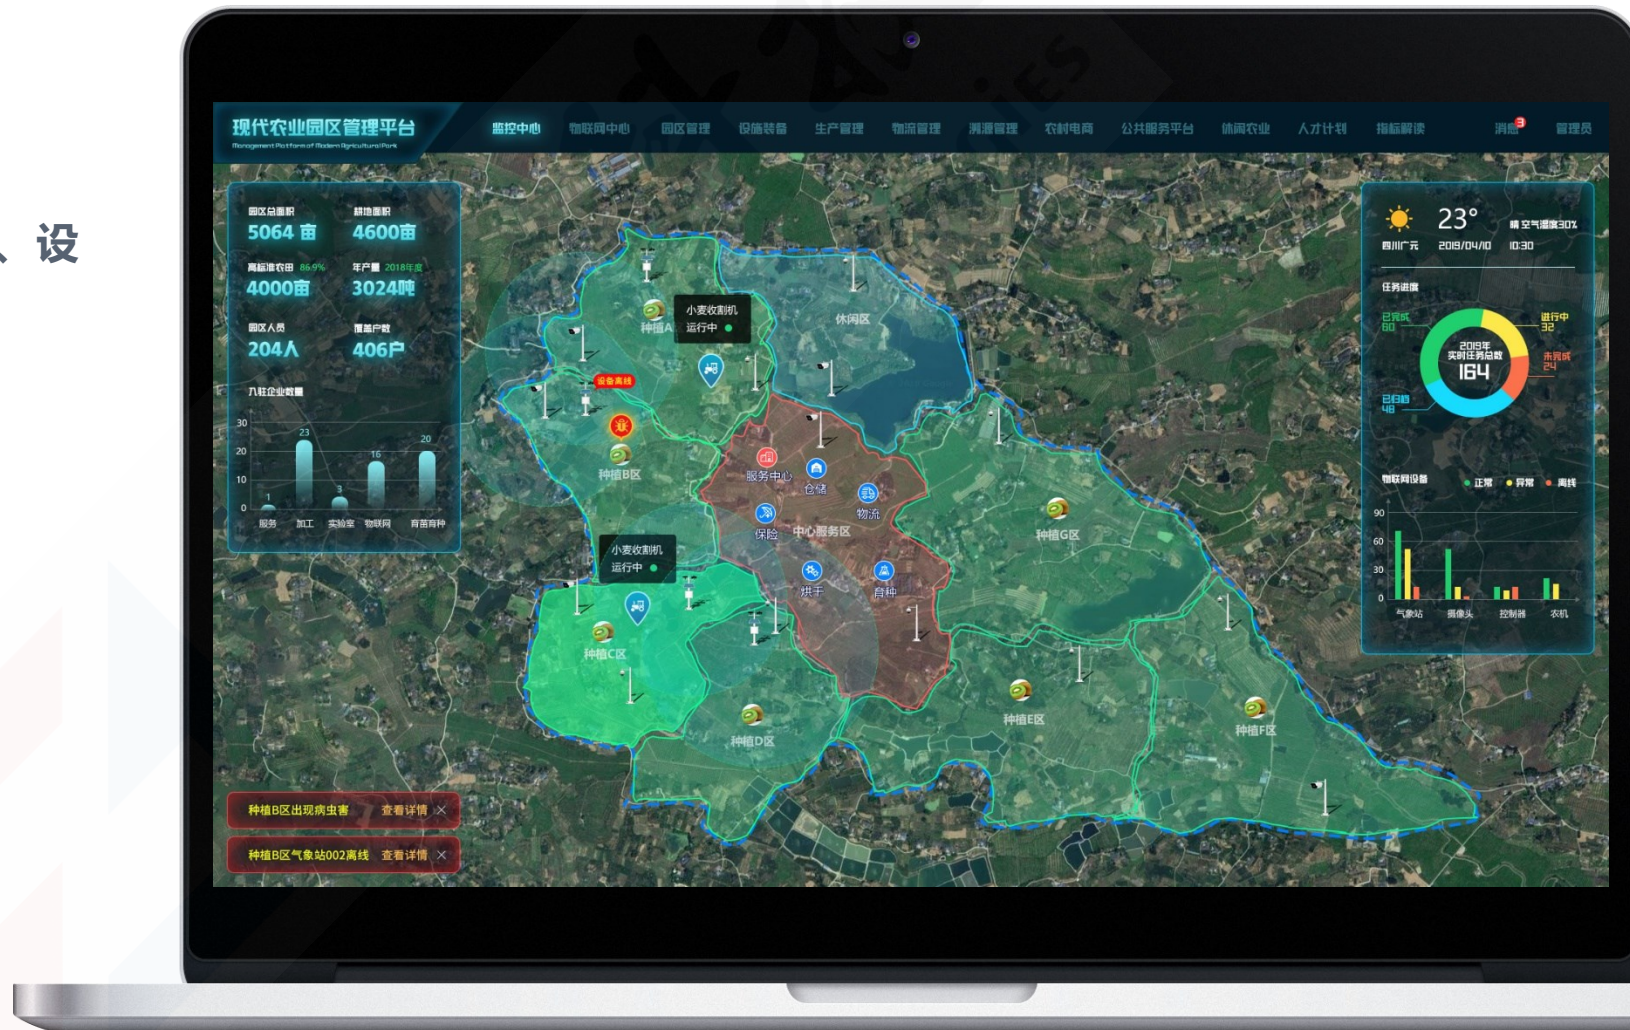 、设
现代农业园区管理平台
Management Platform of Modern Agricultural Park
监控中心 物联网中心 园区管理 设施装备 生产管理 物流管理 溯源管理 农村电商 公共服务平台 休闲农业 人才计划 指标解读 消息 3 管理员
园区总面积 耕地面积
5064 亩 4600亩
高标准农田 86.9% 年产量 2018年度
4000亩 3024吨
园区人员 覆盖户数
204人 406户
入驻企业数量
30
20
10
0
1 23 3 16 20
服务 加工 实验室 物联网 育苗育种
种植B区出现病虫害 查看详情
种植B区气象站002离线 查看详情
小麦收割机
运行中
种植A
休闲区
设备离线
种植B区
服务中心
仓储
物流
保险
中心服务区
烘干
育种
种植G区
小麦收割机
运行中
种植C区
种植D区
种植E区
种植F区
23° 晴 空气湿度30%
四川广元 2019/04/10 10:30
任务进度
已完成
60
进行中
32
2019年
实时任务总数
164
未完成
24
已归档
48
物联网设备 正常 异常 离线
90
60
30
0
气象站 摄像头 控制器 农机